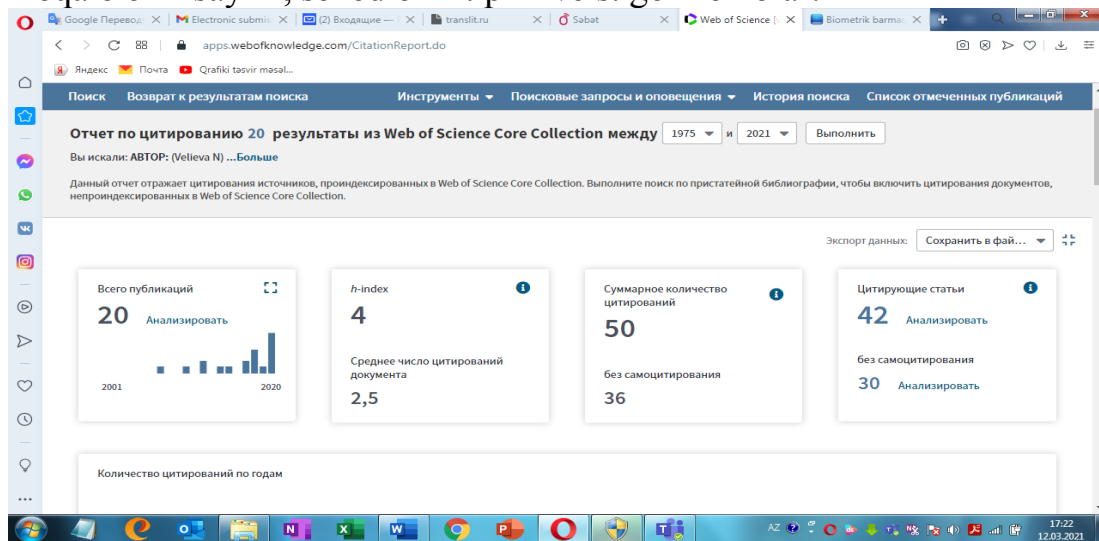 Google Перевод
Electronic submis
(2) Входящие —
translit.ru
Sabat
Web of Science [v
Biometrik barmaq
apps.webofknowledge.com/CitationReport.do
Яндекс
Почта
Qrafiki təsvir məsəl...
Поиск
Возврат к результатам поиска
Инструменты
Поисковые запросы и оповещения
История поиска
Список отмеченных публикаций
Отчет по цитированию 20 результаты из Web of Science Core Collection между 1975 и 2021 Выполнить
Вы искали: АВТОР: (Velieva N) ...Больше
Данный отчет отражает цитирования источников, проиндексированных в Web of Science Core Collection. Выполните поиск по пристатейной библиографии, чтобы включить цитирования документов,
непроиндексированных в Web of Science Core Collection.
Экспорт данных: Сохранить в фай...
Всего публикаций
20 Анализировать
2001 2020
h-index
4
Среднее число цитирований
документа
2,5
Суммарное количество
цитирований
50
без самоцитирования
36
Цитирующие статьи
42 Анализировать
без самоцитирования
30 Анализировать
Количество цитирований по годам
AZ
17:22
12.03.2021